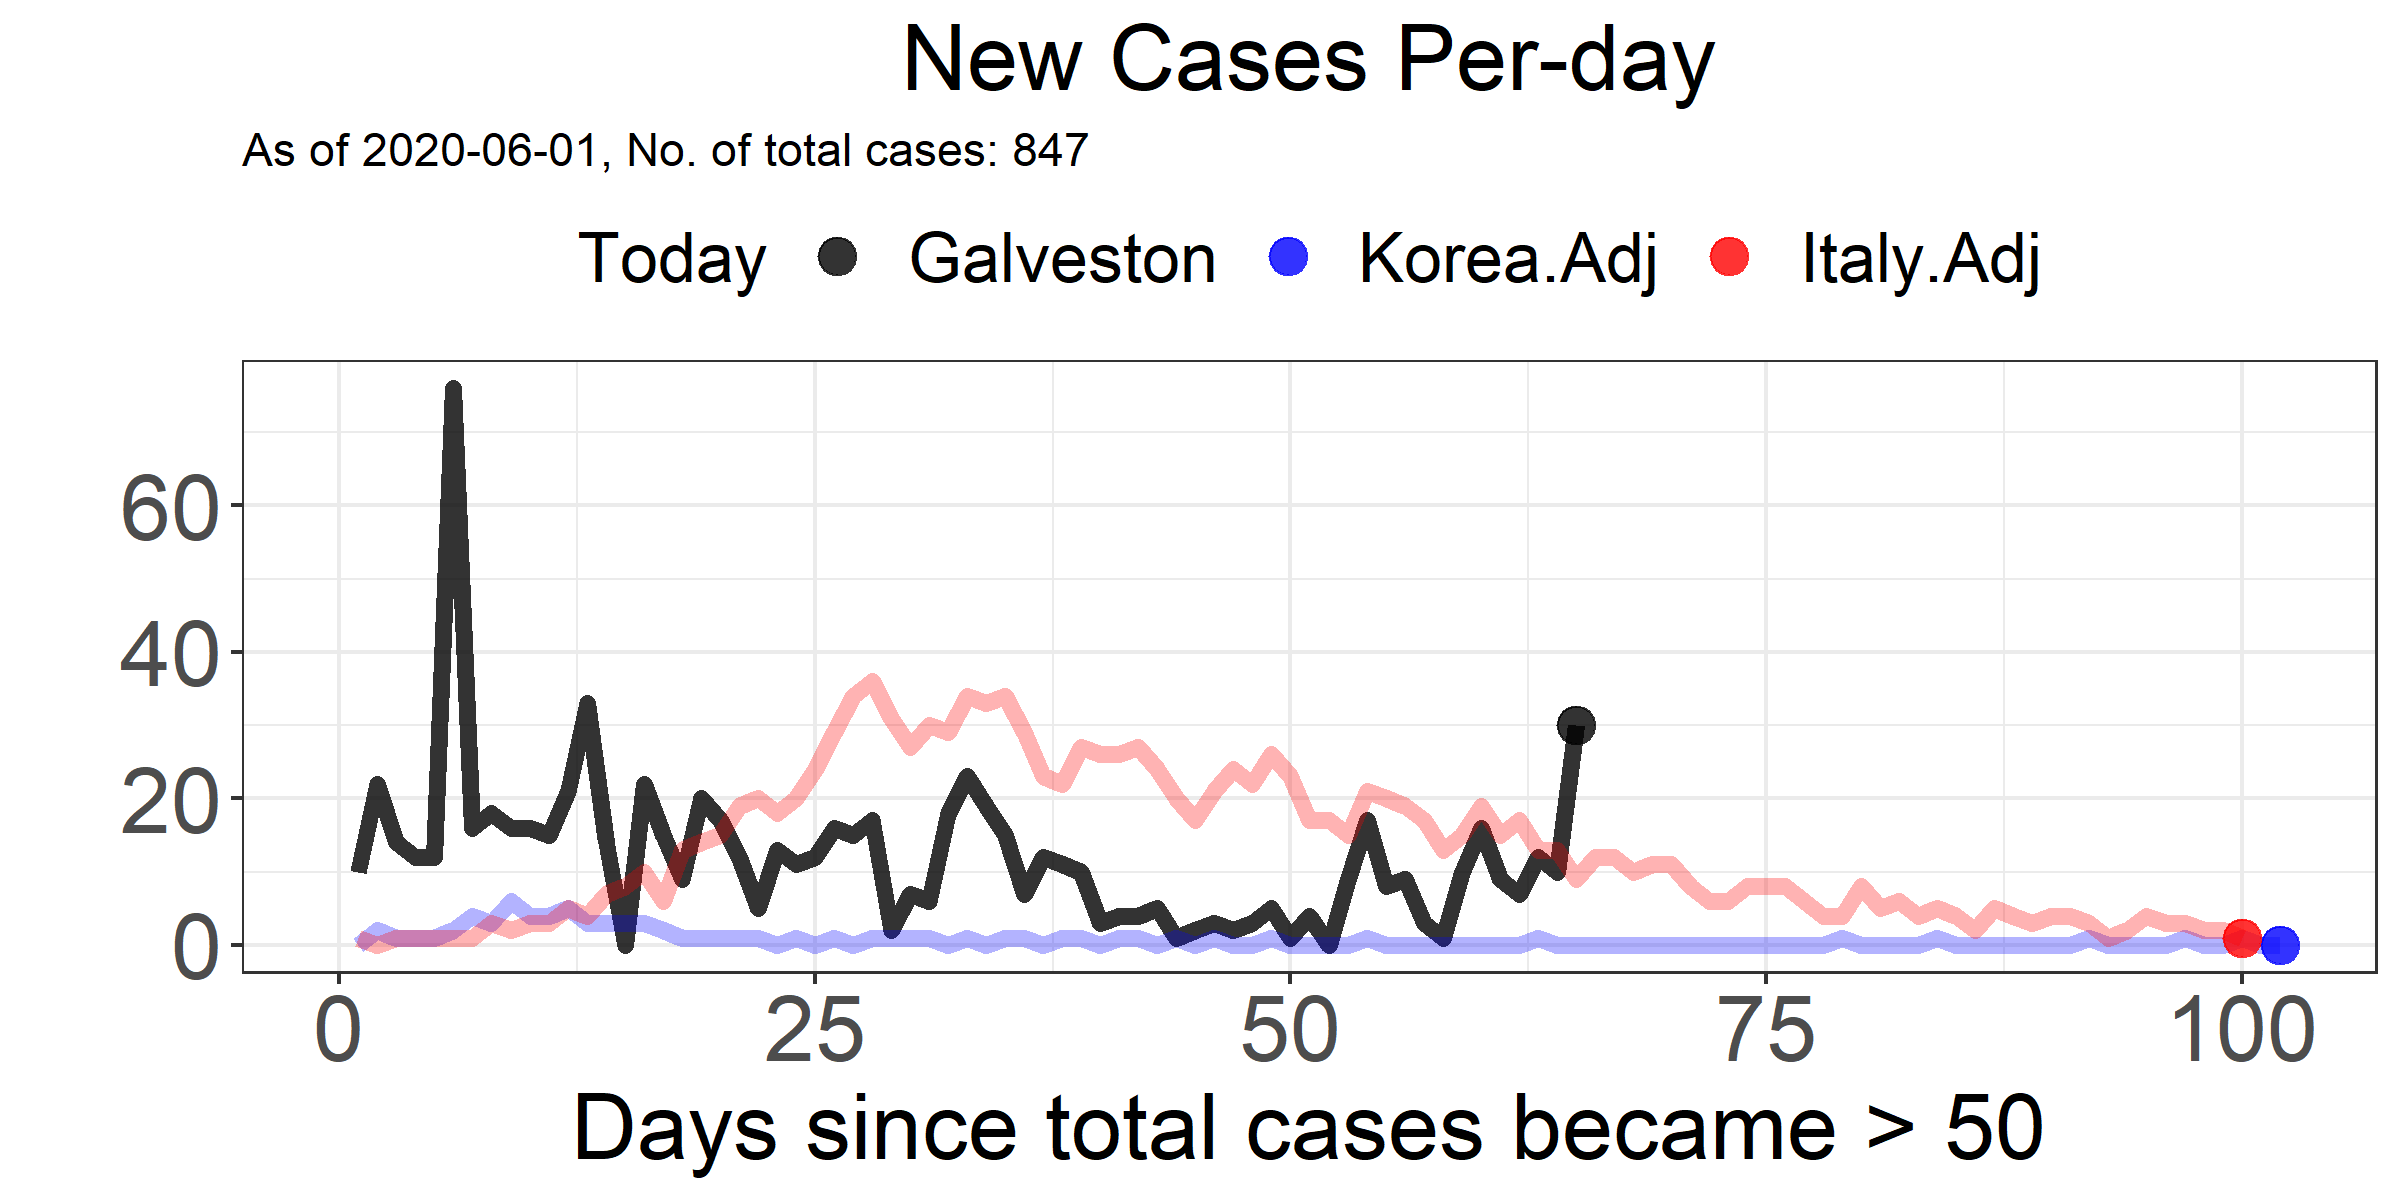 New Cases Per-day
As of 2020-06-01, No. of total cases: 847
Today Galveston Korea.Adj Italy.Adj
60
40
20
0
0 25 50 75 100
Days since total cases became > 50